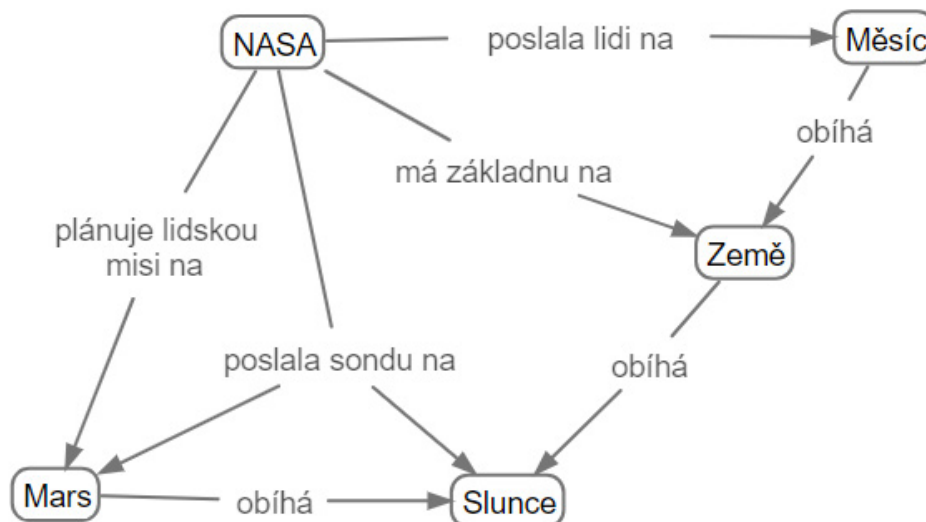 NASA
poslala lidi na
Měsíc
obíhá
má základnu na
plánuje lidskou
misi na
Země
poslala sondu na
obíhá
Mars
obíhá
Slunce